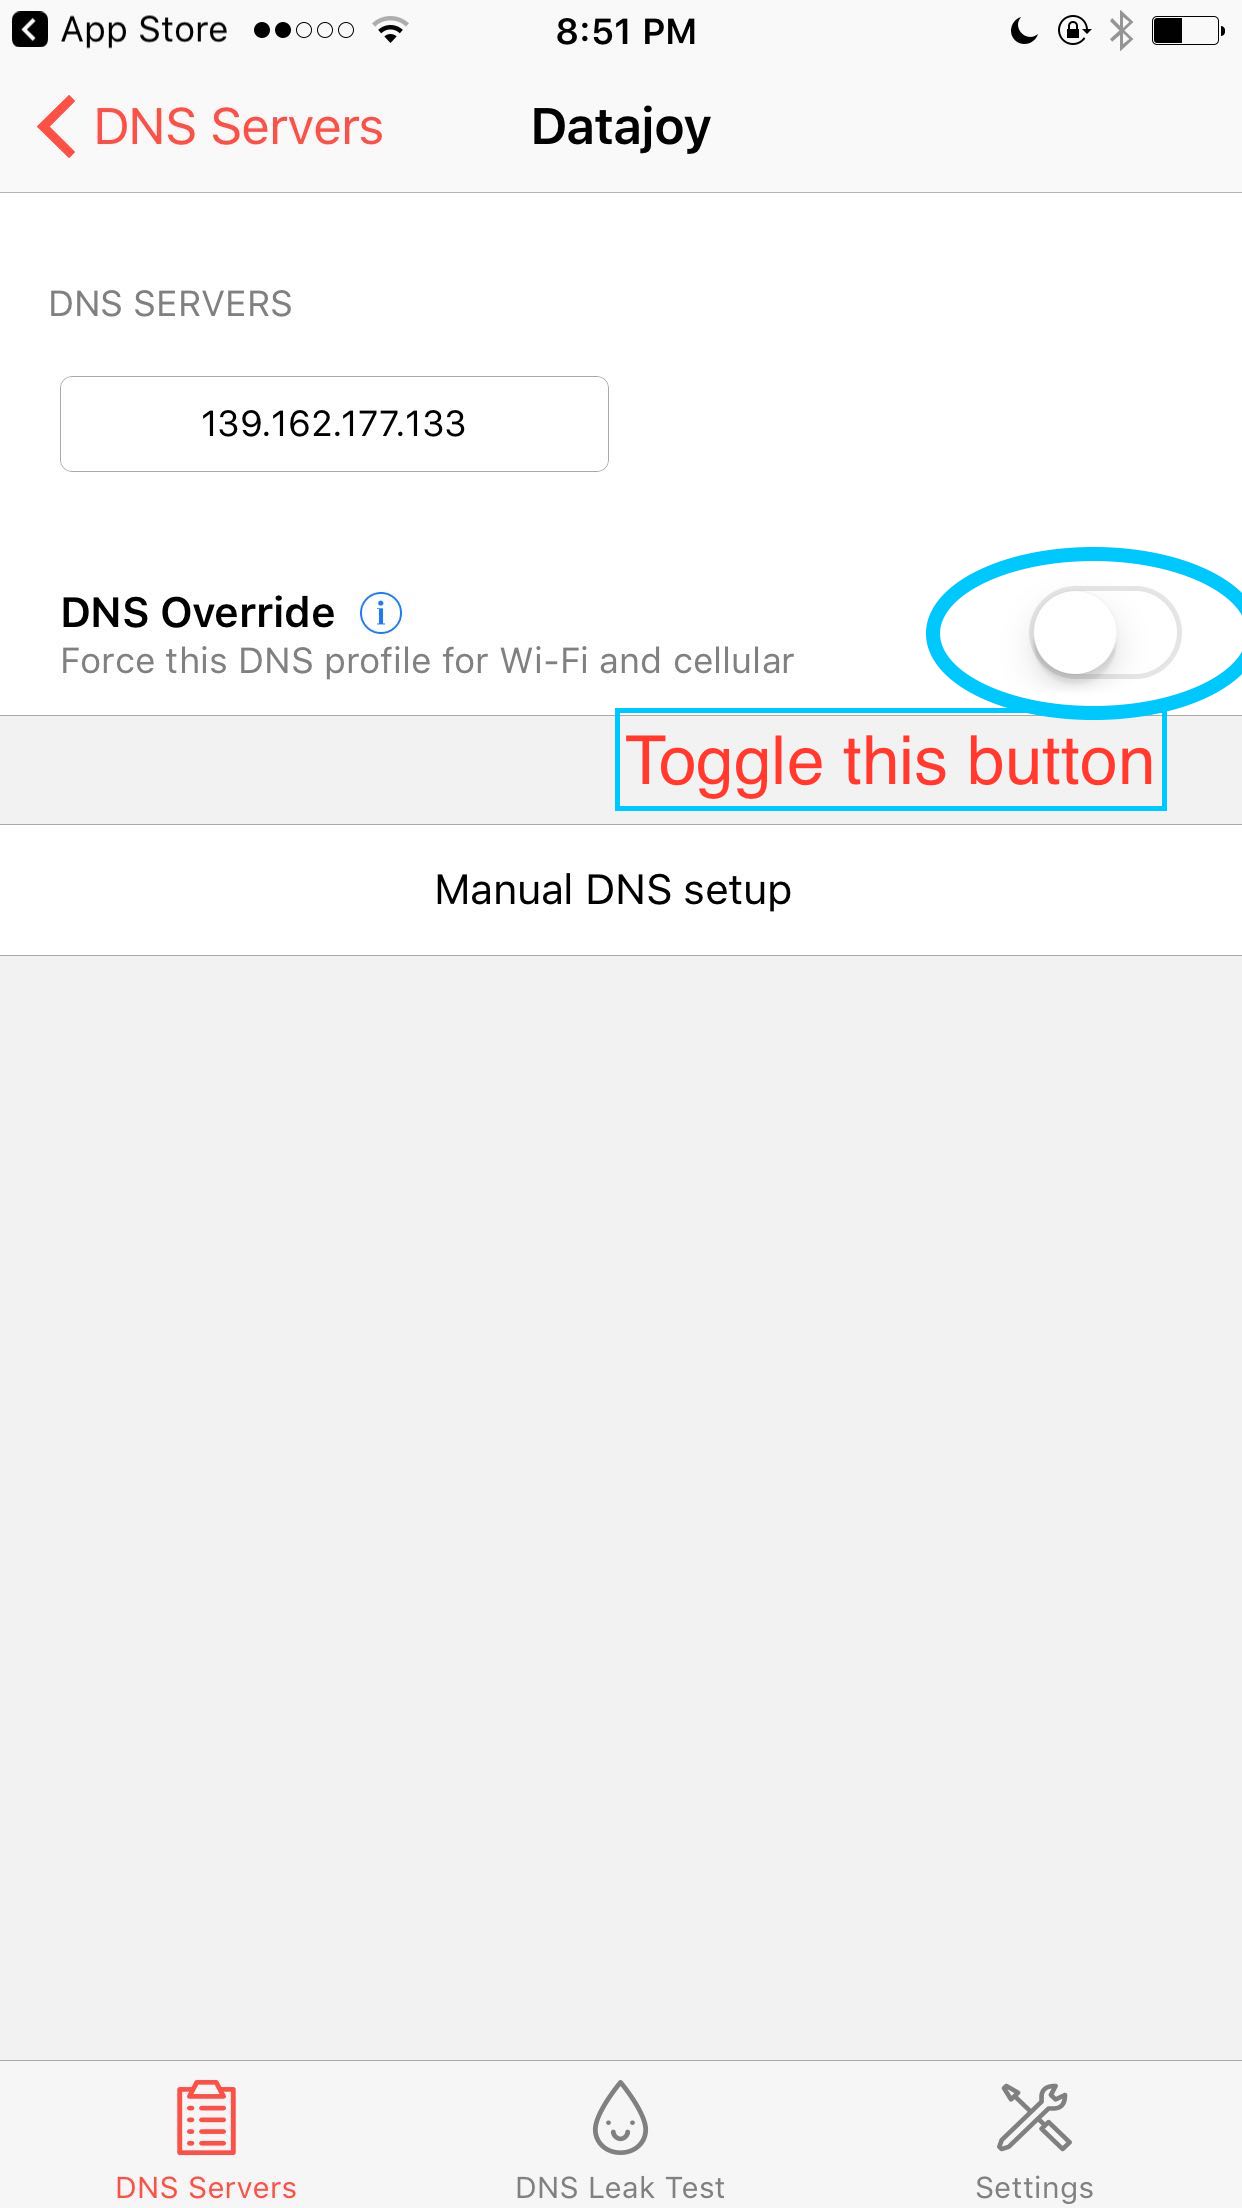 App Store 8:51 PM
DNS Servers Datajoy
DNS SERVERS
139.162.177.133
DNS Override
Force this DNS profile for Wi-Fi and cellular
Toggle this button
Manual DNS setup
DNS Servers DNS Leak Test Settings